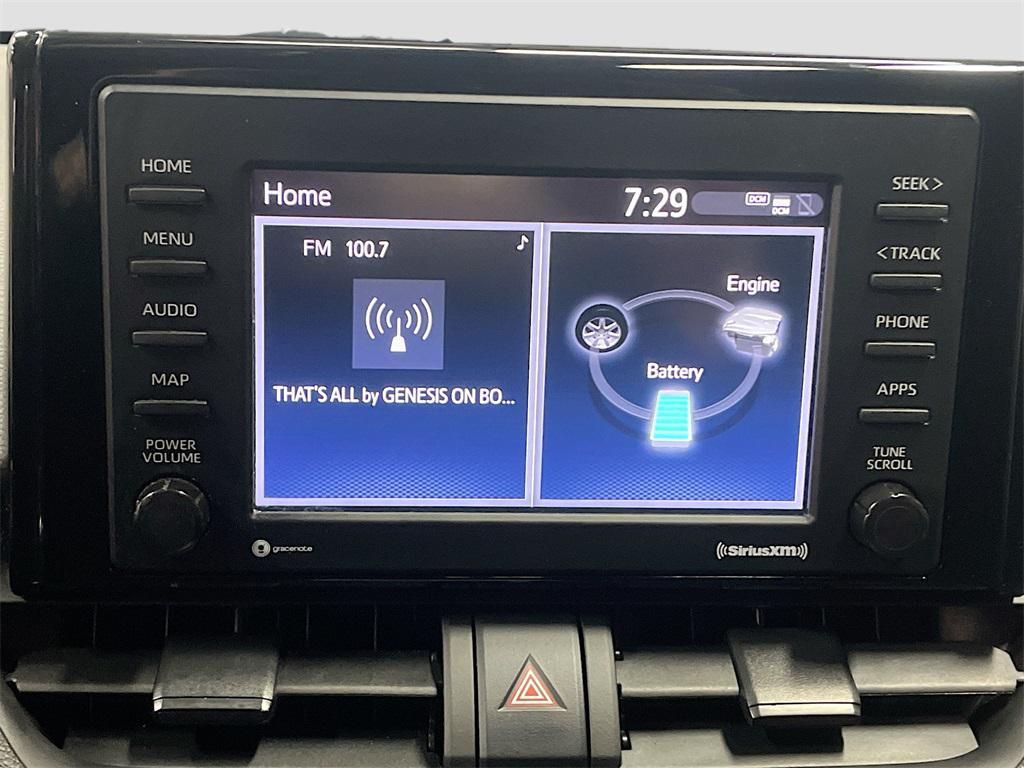 HOME
MENU
AUDIO
MAP
POWER
VOLUME
Home
7:29
DCM
DCM
FM 100.7
THAT'S ALL by GENESIS ON BO...
Engine
Battery
SEEK >
< TRACK
PHONE
APPS
TUNE
SCROLL
gracenote
((SiriusXM))